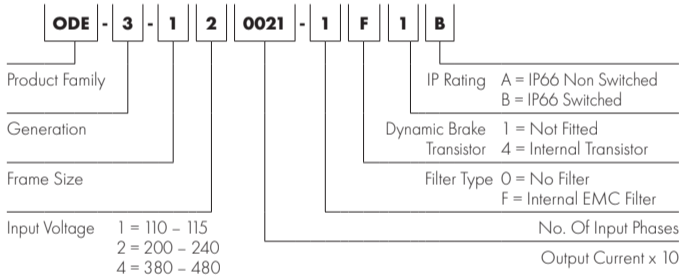 ODE - 3 - 1 2 0021 - 1 F 1 B
Product Family
Generation
Frame Size
Input Voltage 1 = 110 – 115
2 = 200 – 240
4 = 380 – 480
IP Rating A = IP66 Non Switched
B = IP66 Switched
Dynamic Brake 1 = Not Fitted
Transistor 4 = Internal Transistor
Filter Type 0 = No Filter
F = Internal EMC Filter
No. Of Input Phases
Output Current x 10